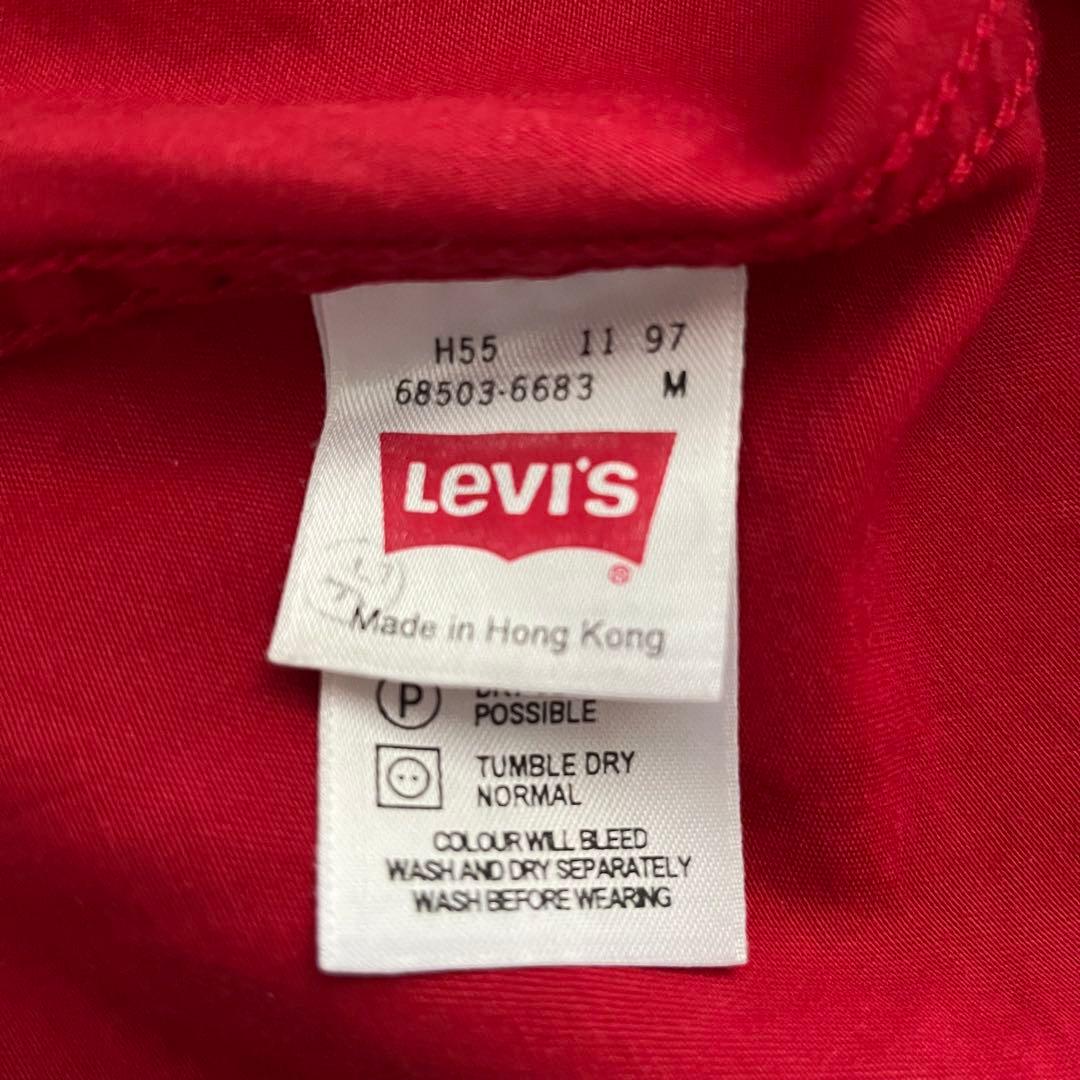 H55 11 97
68503-6683 M
LEVI'S
®
Made in Hong Kong
P
POSSIBLE
TUMBLE DRY
NORMAL
COLOUR WILL BLEED
WASH AND DRY SEPARATELY
WASH BEFORE WEARING